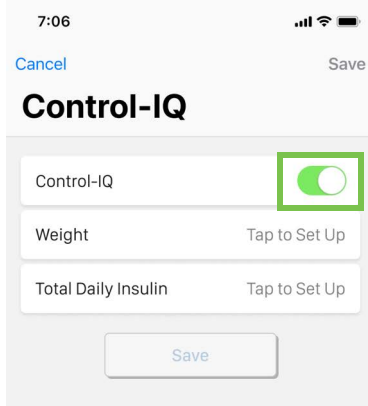 7:06
Cancel Save
Control-IQ
Control-IQ
Weight Tap to Set Up
Total Daily Insulin Tap to Set Up
Save